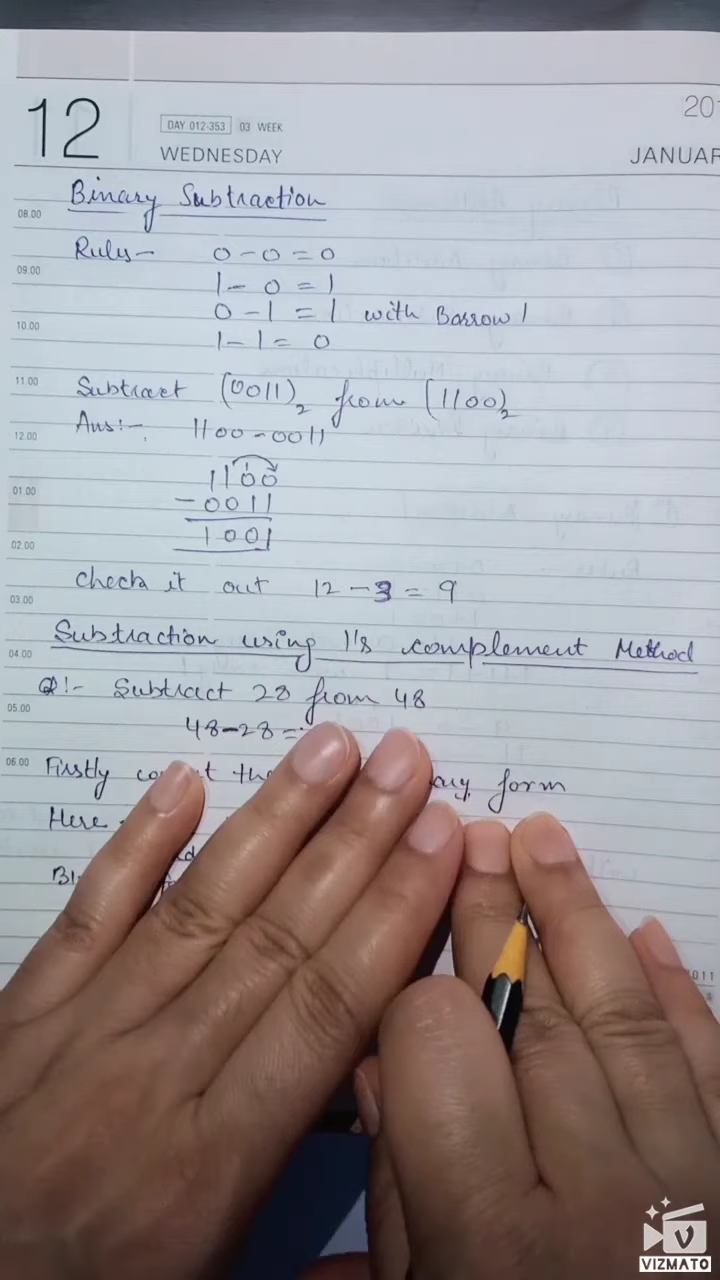 12
DAY 012-353 03 WEEK
WEDNESDAY
JANUAR
Binary Subtraction
08.00
Rules- 0-0=0
09.00
1-0=1
0-1=1 with Borrow 1
10.00
1-1=0
11.00
Subtract (0011)2 from (1100)2
Ans:- 1100-0011
12.00
1100
01.00
-0011
1001
02.00
Check it out 12-3=9
03.00
Subtraction using 1's complement Method
04.00
Q:- Subtract 28 from 48
05.00
48-28=
06.00
Firstly form
Here
VIZMATO